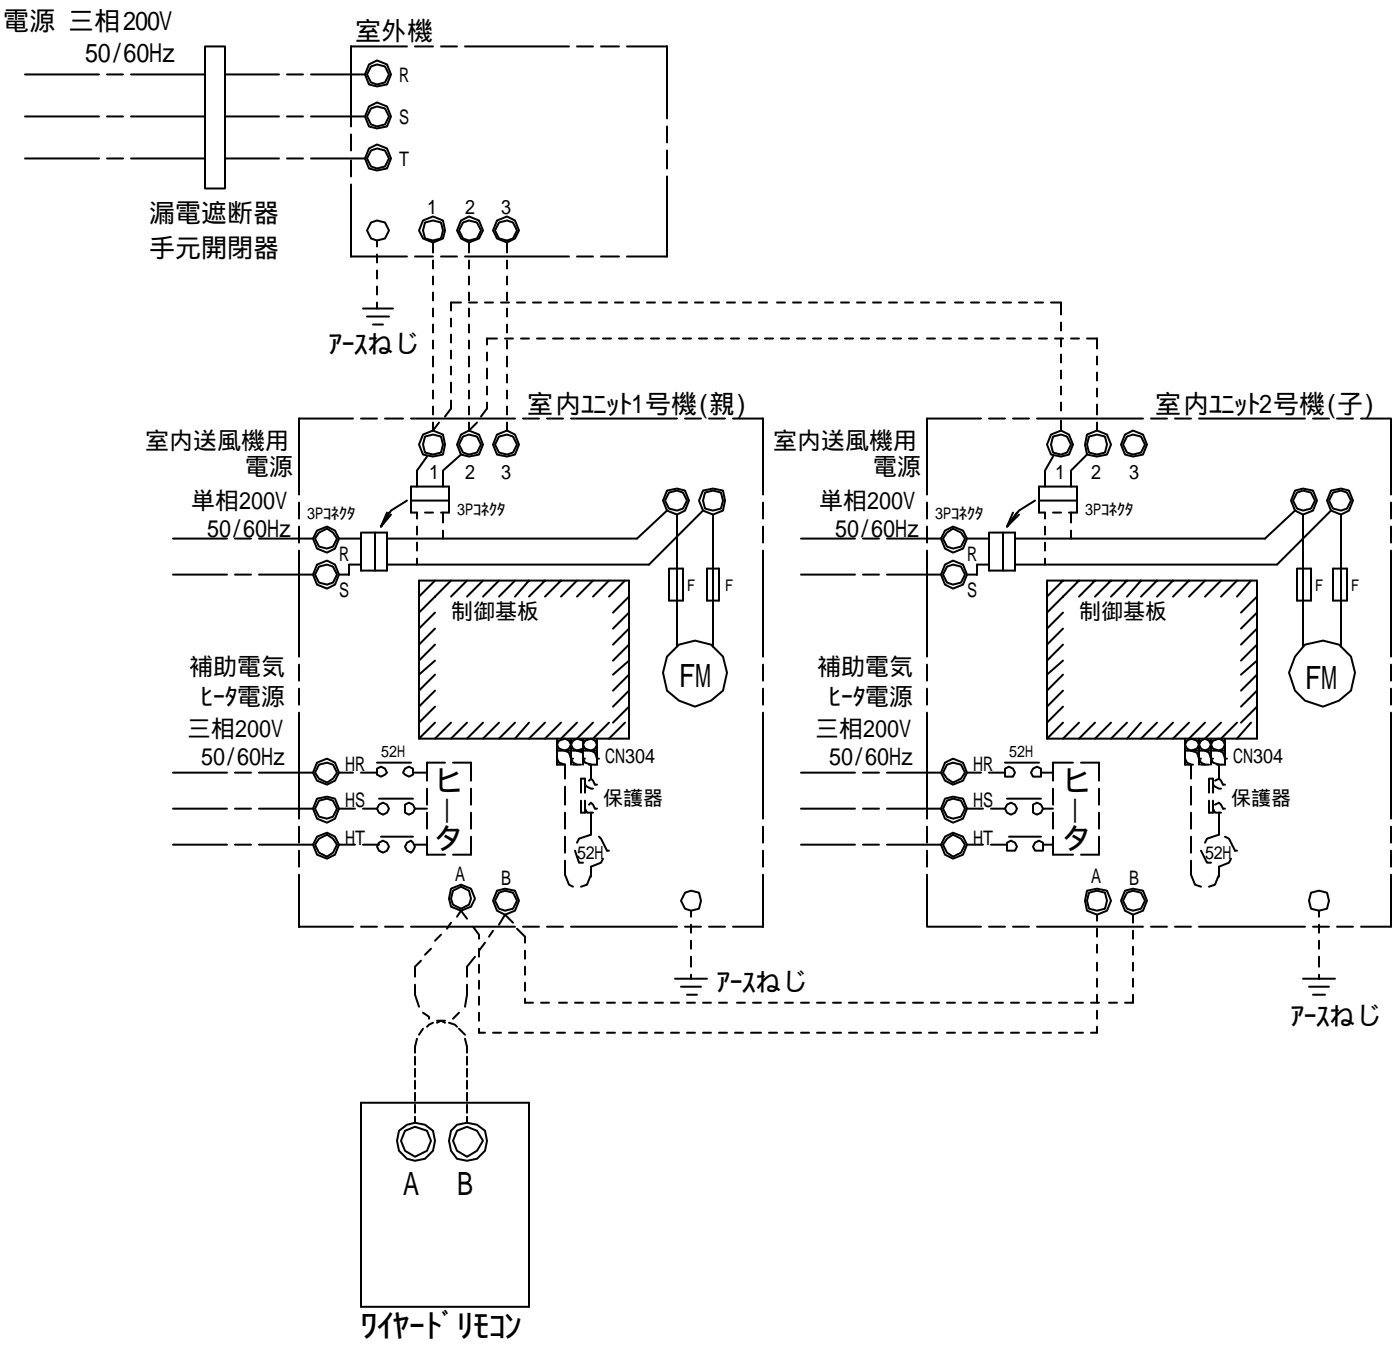 電源 三相200V
50/60Hz
室外機
R
S
T
漏電遮断器
手元開閉器
1 2 3
ｱｰｽねじ
室内ﾕﾆｯﾄ1号機(親)
室内送風機用
電源
単相200V
50/60Hz
1 2 3
3Pｺﾈｸﾀ
3Pｺﾈｸﾀ
R
S
F F
制御基板
FM
補助電気
ﾋｰﾀ電源
三相200V
50/60Hz
HR 52H
HS
HT
ヒータ
CN304
保護器
52H
A B
ｱｰｽねじ
室内ﾕﾆｯﾄ2号機(子)
室内送風機用
電源
単相200V
50/60Hz
1 2 3
3Pｺﾈｸﾀ
3Pｺﾈｸﾀ
R
S
F F
制御基板
FM
補助電気
ﾋｰﾀ電源
三相200V
50/60Hz
HR 52H
HS
HT
ヒータ
CN304
保護器
52H
A B
ｱｰｽねじ
A B
ﾜｲﾔｰﾄﾞﾘﾓｺﾝ